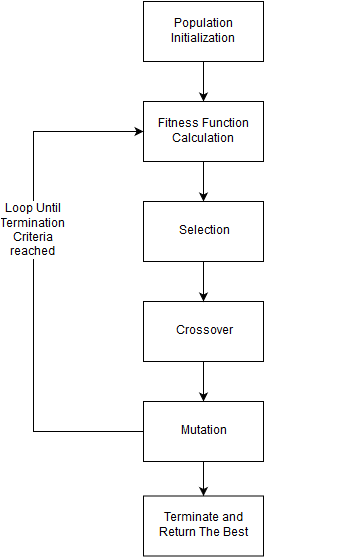 Population
Initialization
Fitness Function
Calculation
Loop Until
Termination
Criteria
reached
Selection
Crossover
Mutation
Terminate and
Return The Best